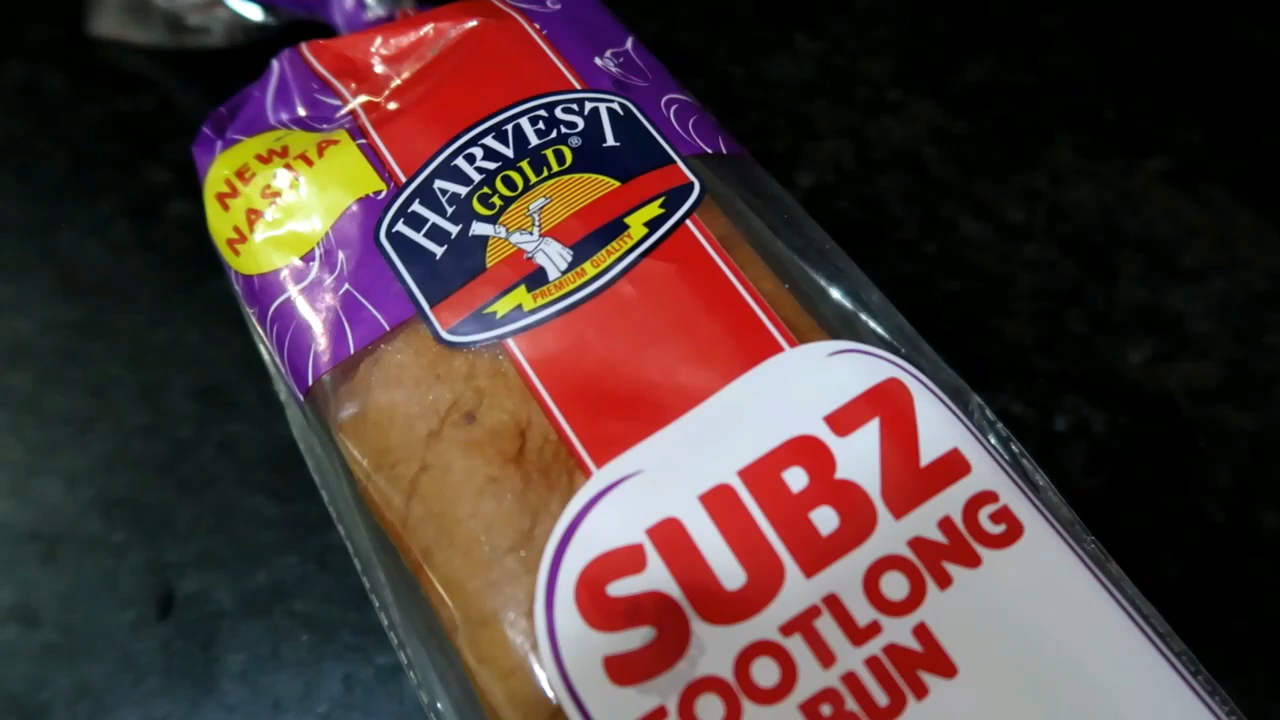 NEW
NASHTA
HARVEST
GOLD®
PREMIUM QUALITY
SUBZ
FOOTLONG
BUN